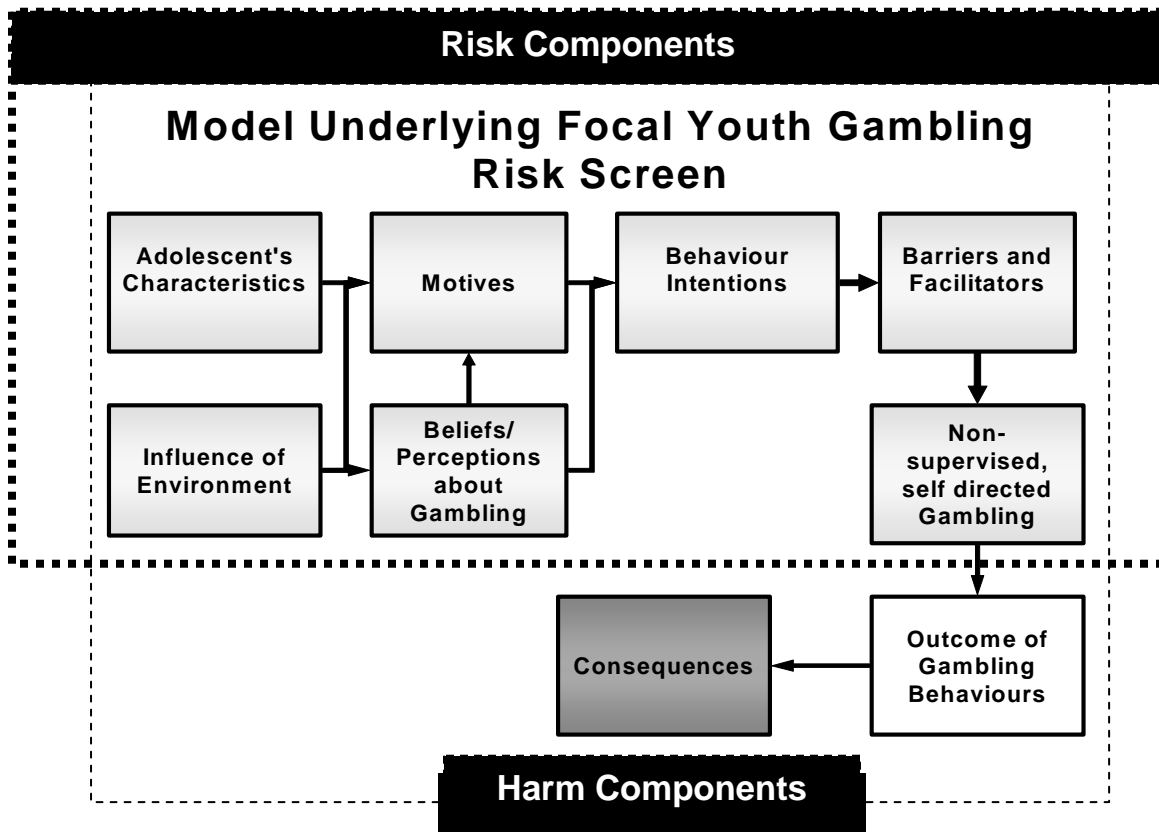 Risk Components
Model Underlying Focal Youth Gambling
Risk Screen
Adolescent's
Characteristics
Motives
Behaviour
Intentions
Barriers and
Facilitators
Influence of
Environment
Beliefs/
Perceptions
about
Gambling
Non-
supervised,
self directed
Gambling
Consequences
Outcome of
Gambling
Behaviours
Harm Components